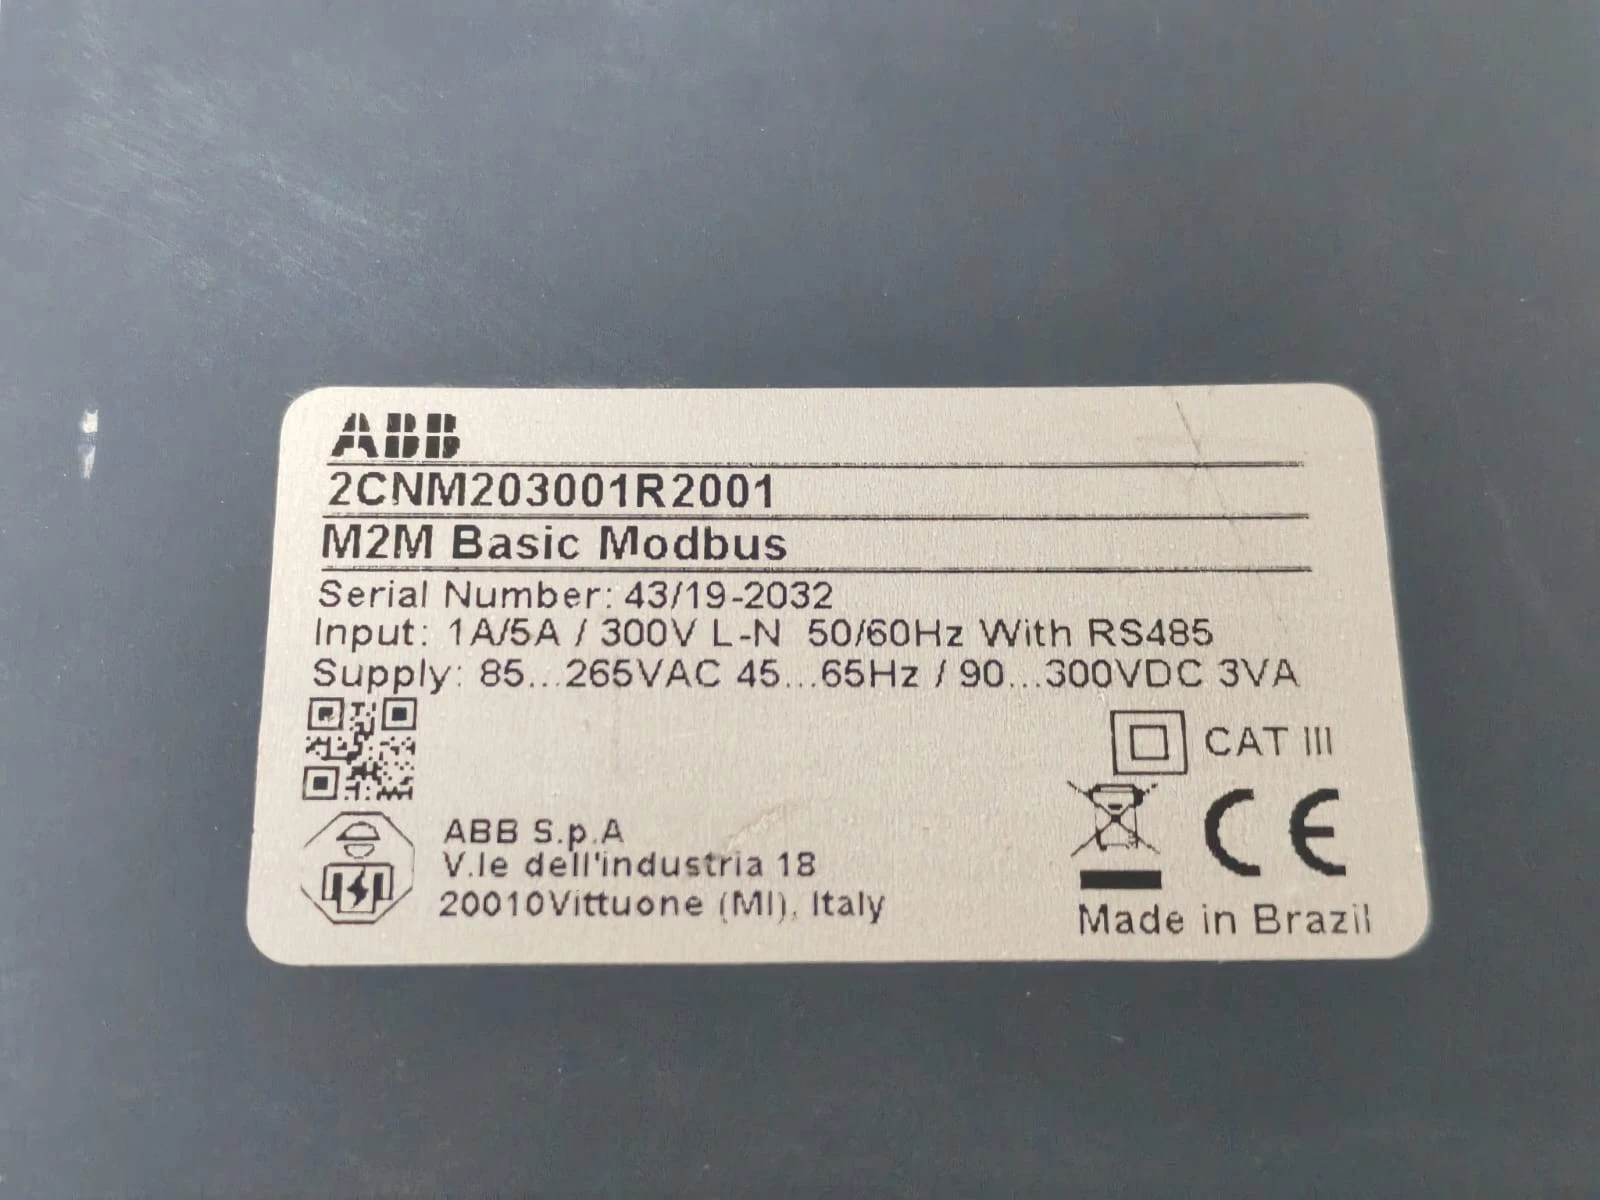 ABB
2CNM203001R2001
M2M Basic Modbus
Serial Number: 43/19-2032
Input: 1A/5A / 300V L-N 50/60Hz With RS485
Supply: 85...265VAC 45...65Hz / 90...300VDC 3VA
CAT III
CE
ABB S.p.A
V.le dell'industria 18
20010Vittuone (MI), Italy
Made in Brazil